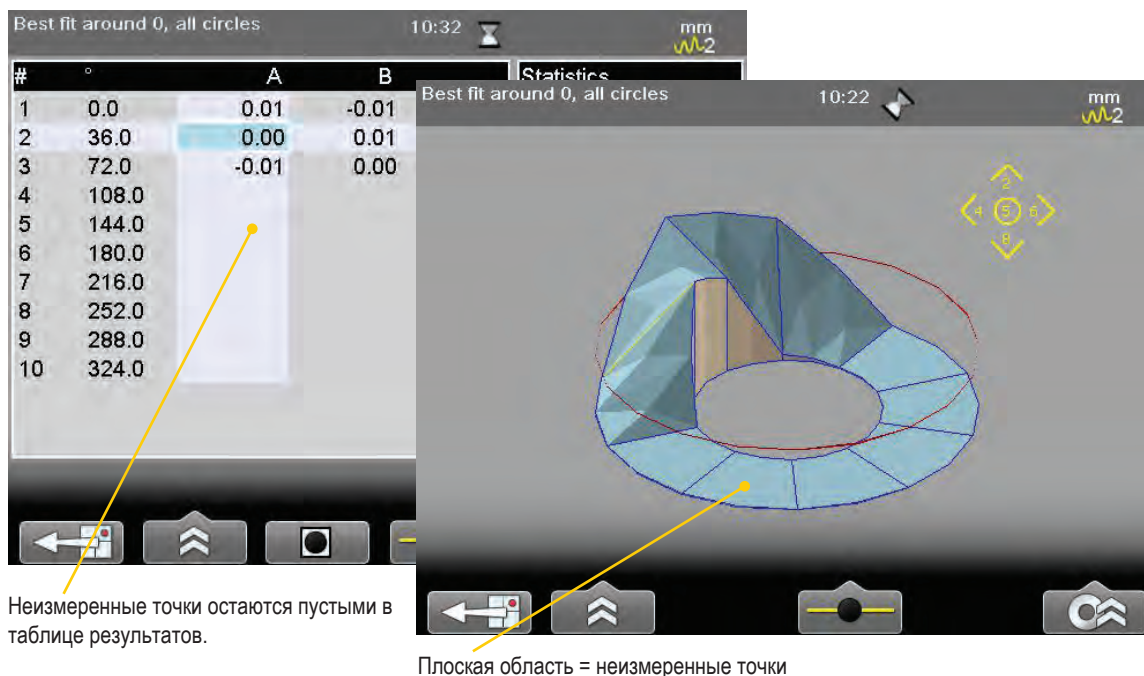 Best fit around 0, all circles 10:32 mm
2
# ° A B Statistics
1 0.0 0.01 -0.01
2 36.0 0.00 0.01
3 72.0 -0.01 0.00
4 108.0
5 144.0
6 180.0
7 216.0
8 252.0
9 288.0
10 324.0
Best fit around 0, all circles 10:22 mm
2
2
4 5 6
8
Неизмеренные точки остаются пустыми в
таблице результатов.
Плоская область = неизмеренные точки